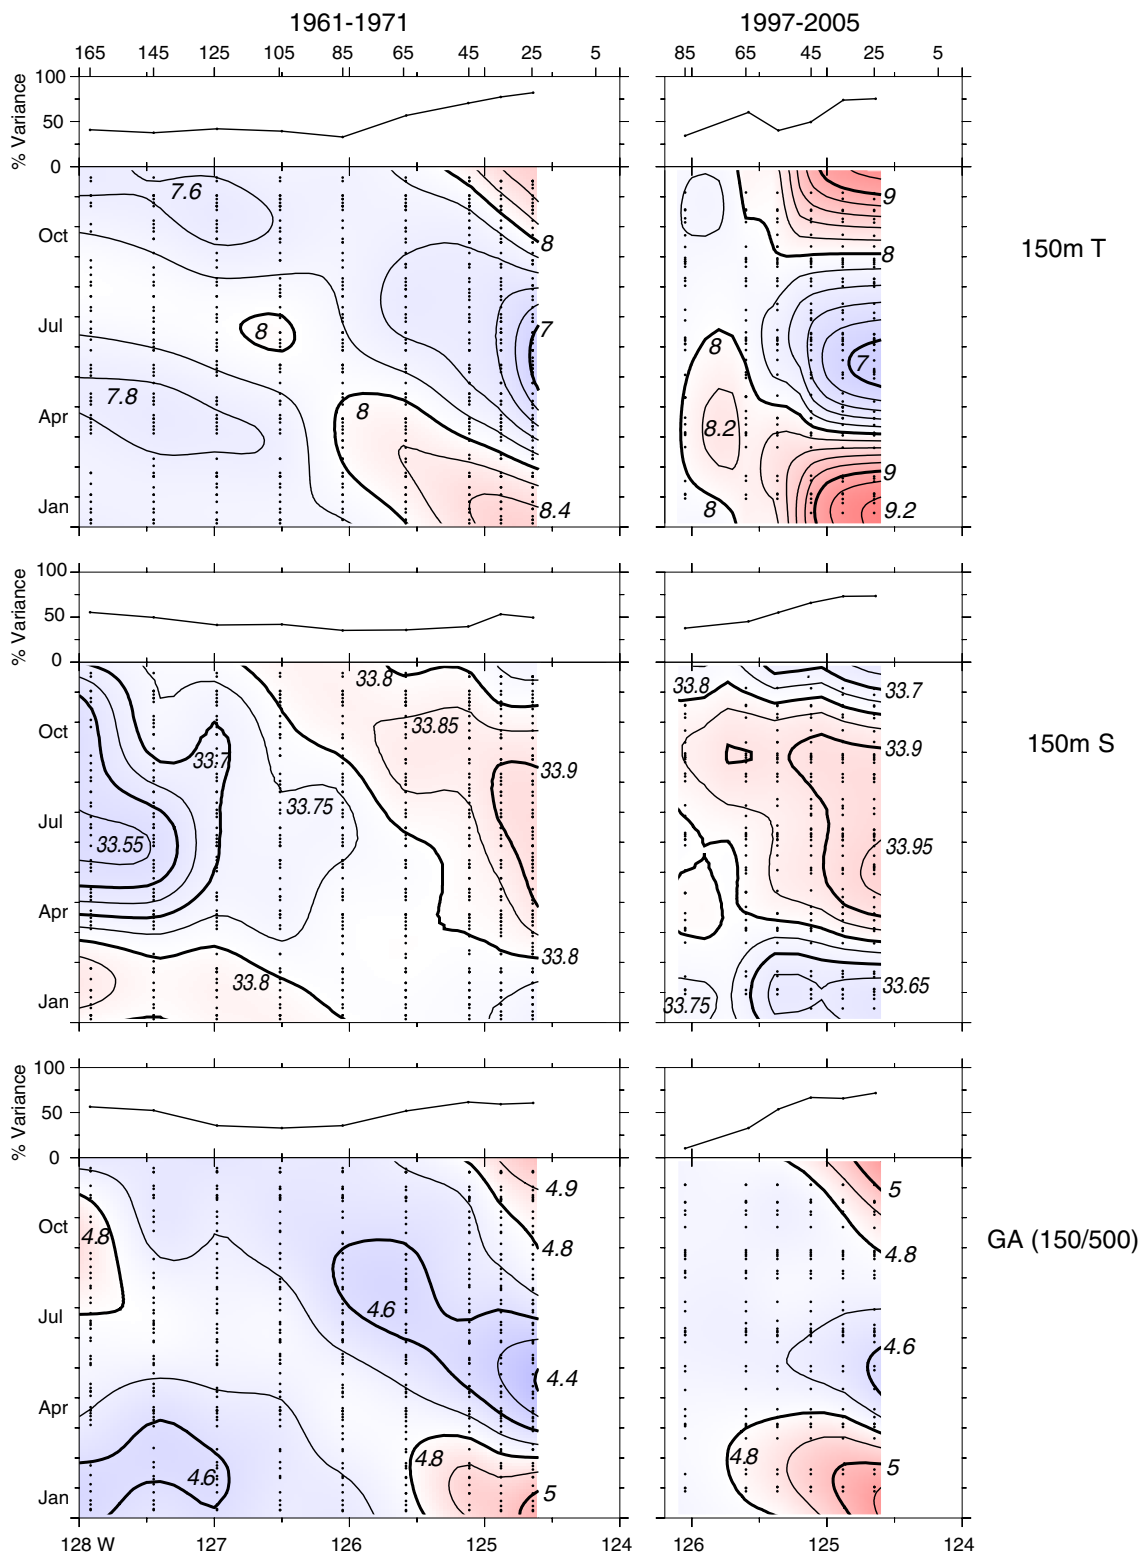 1961-1971 1997-2005
165 145 125 105 85 65 45 25 5 85 65 45 25 5
100
% Variance
50
0
7.6
9
Oct
8
8
150m T
Jul
8
7
8
7
7.8
Apr
8
8.2
9
Jan
8.4
8
9.2
100
% Variance
50
0
33.8
33.8
33.7
Oct
33.85
33.7
33.9
150m S
33.9
33.75
Jul
33.55
33.95
Apr
33.8
33.8
33.65
Jan
33.75
100
% Variance
50
0
4.9
5
Oct
4.8
4.8
4.8
GA (150/500)
Jul
4.6
4.6
4.4
Apr
4.8
4.8
4.6
5
5
Jan
128 W 127 126 125 124 126 125 124